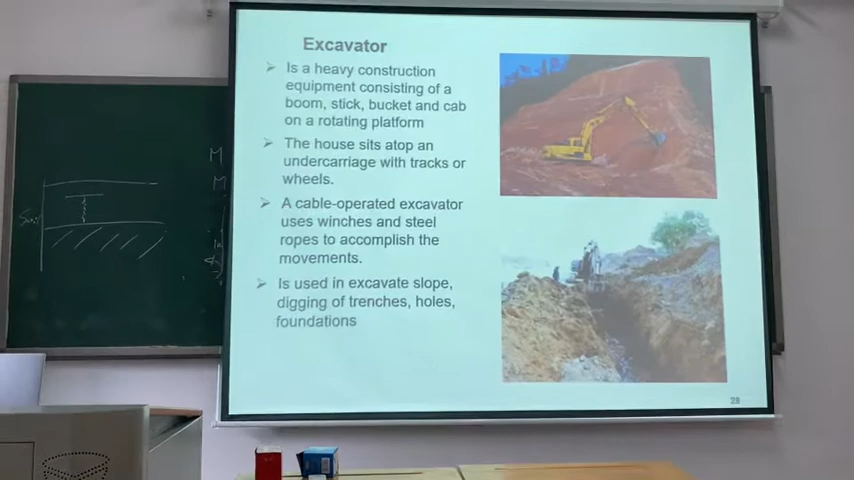 Excavator
➢ Is a heavy construction
equipment consisting of a
boom, stick, bucket and cab
on a rotating platform.
➢ The house sits atop an
undercarriage with tracks or
wheels.
➢ A cable-operated excavator
uses winches and steel
ropes to accomplish the
movements.
➢ Is used in excavate slope,
digging of trenches, holes,
foundations.
28